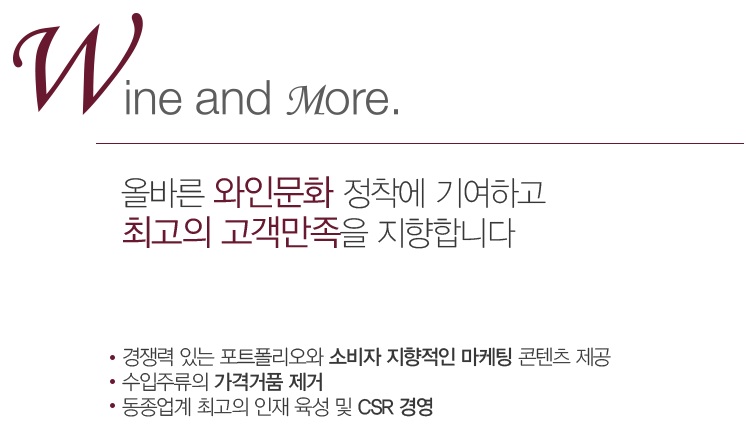 Wine and More.
올바른 와인문화 정착에 기여하고
최고의 고객만족을 지향합니다
• 경쟁력 있는 포트폴리오와 소비자 지향적인 마케팅 콘텐츠 제공
• 수입주류의 가격거품 제거
• 동종업계 최고의 인재 육성 및 CSR 경영